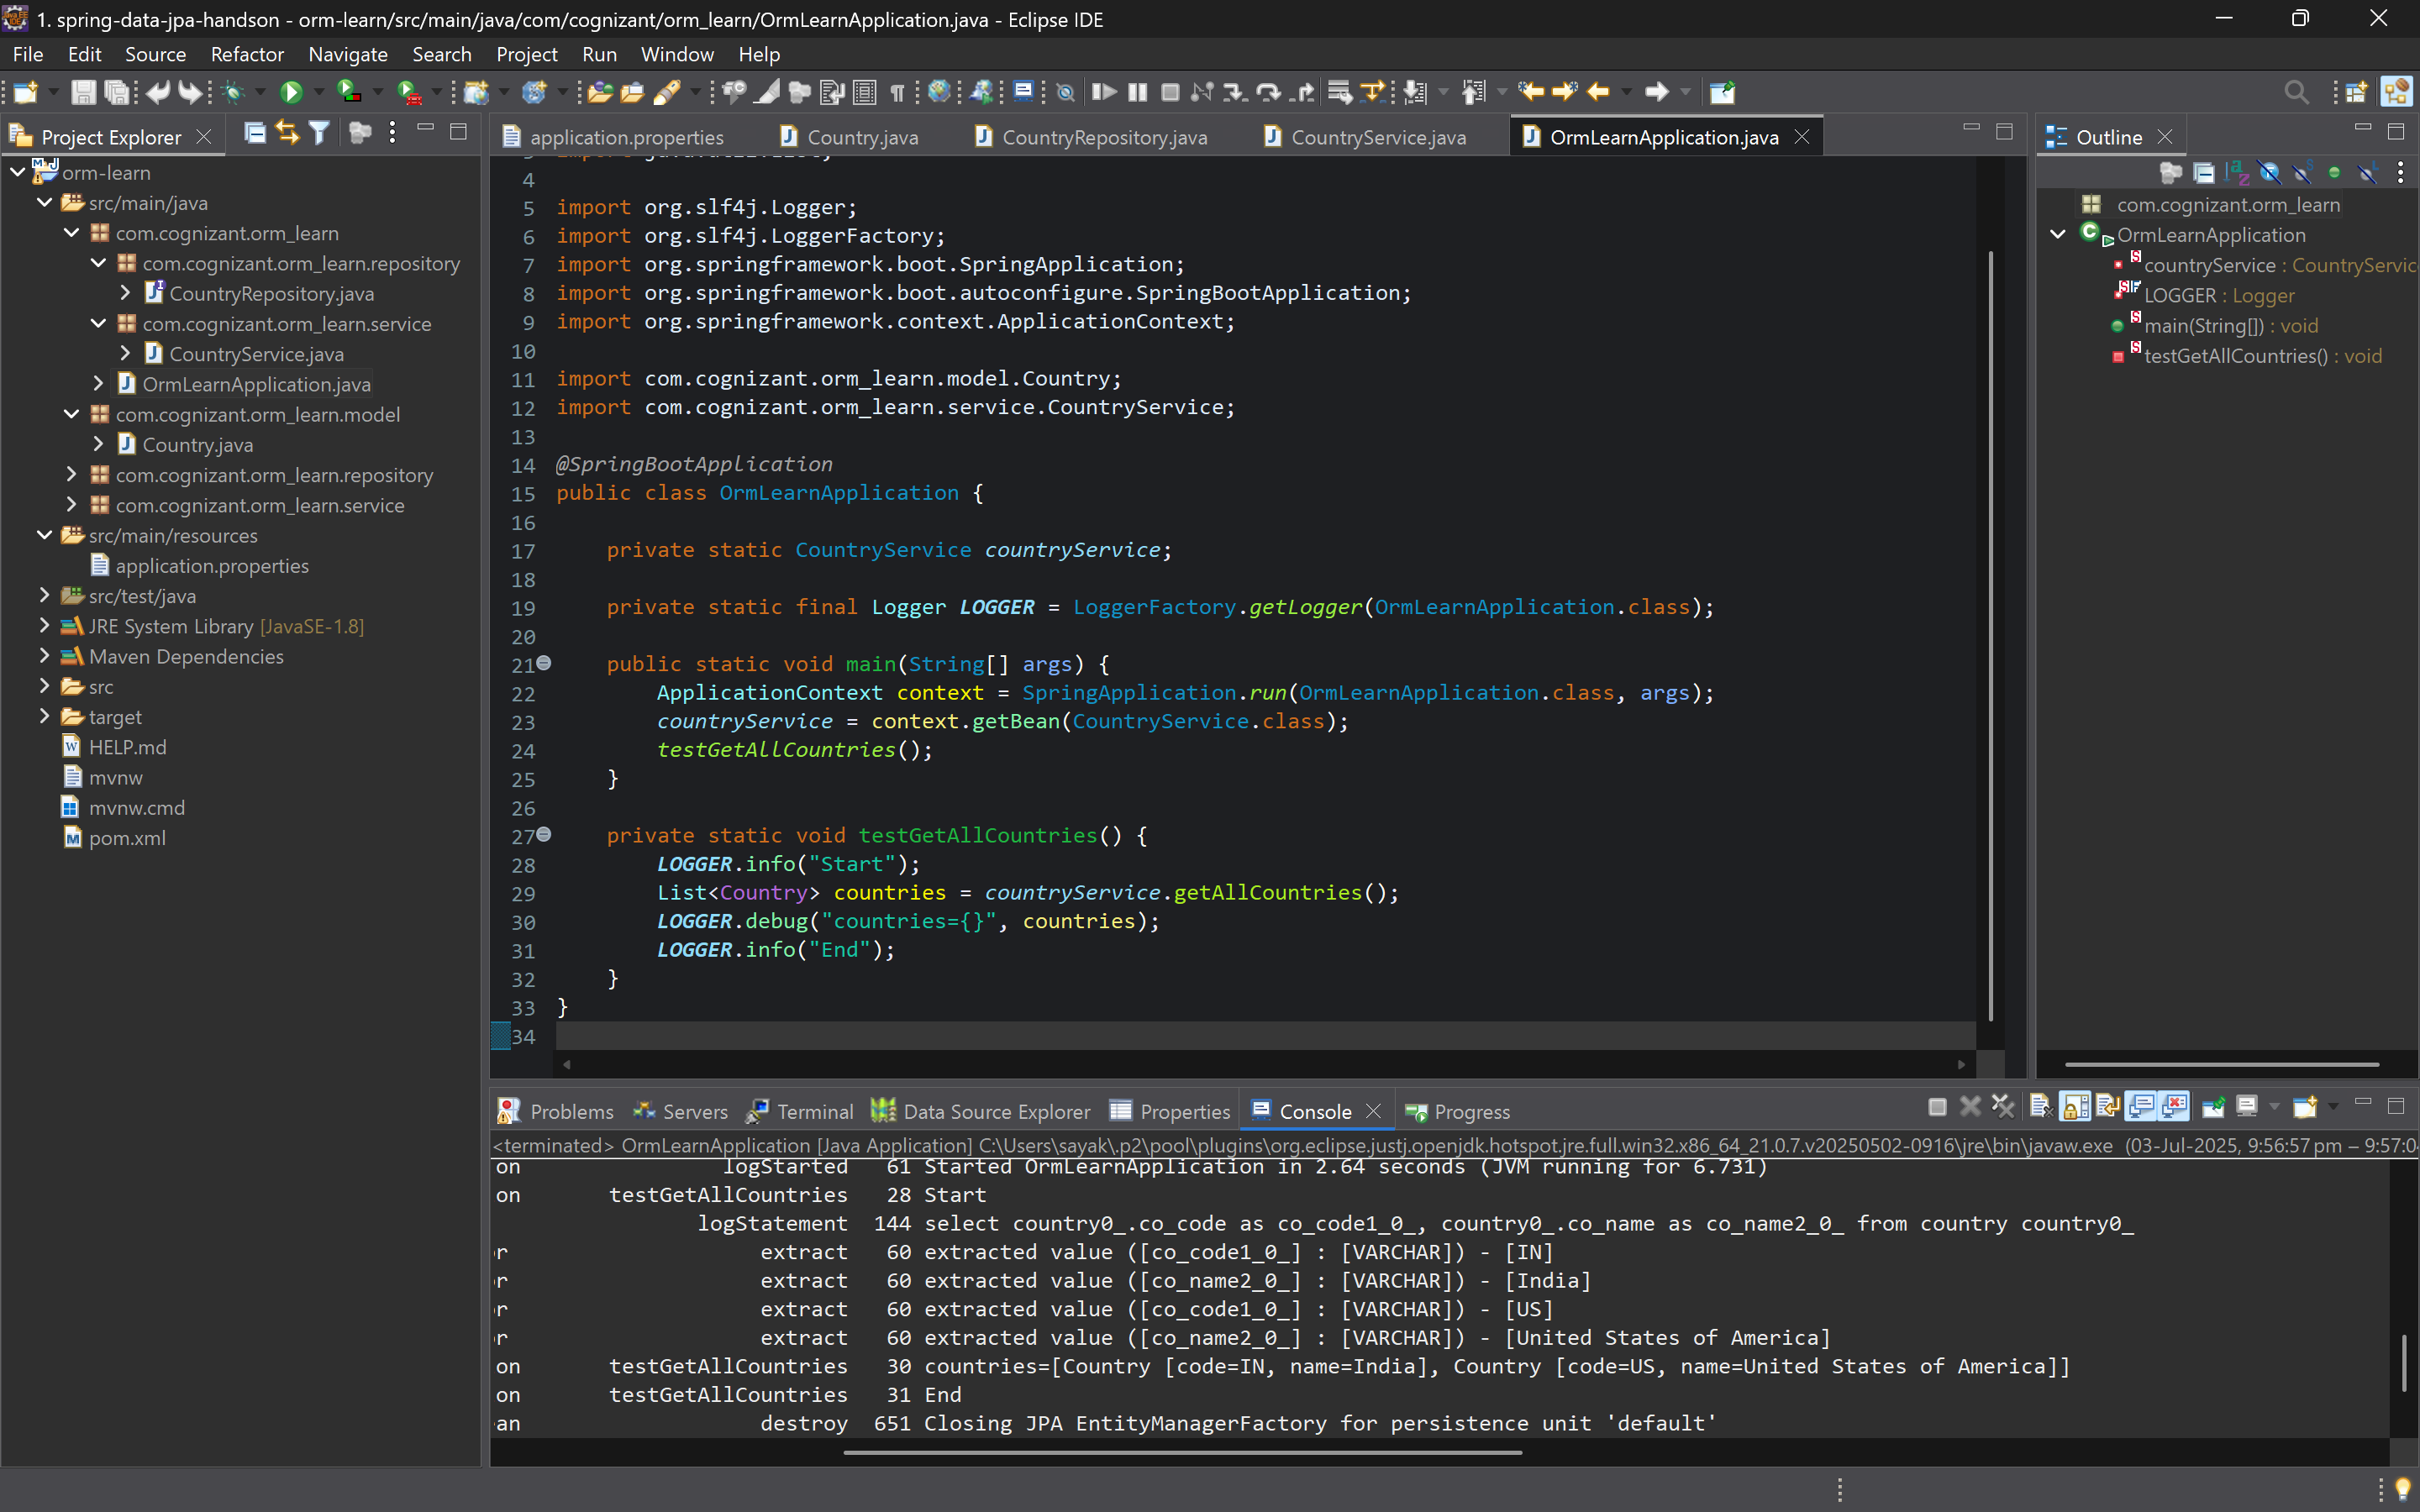 1. spring-data-jpa-handson - orm-learn/src/main/java/com/cognizant/orm_learn/OrmLearnApplication.java - Eclipse IDE
File Edit Source Refactor Navigate Search Project Run Window Help
Project Explorer
orm-learn
src/main/java
com.cognizant.orm_learn
com.cognizant.orm_learn.repository
CountryRepository.java
com.cognizant.orm_learn.service
CountryService.java
OrmLearnApplication.java
com.cognizant.orm_learn.model
Country.java
com.cognizant.orm_learn.repository
com.cognizant.orm_learn.service
src/main/resources
application.properties
src/test/java
JRE System Library [JavaSE-1.8]
Maven Dependencies
src
target
HELP.md
mvnw
mvnw.cmd
pom.xml
application.properties Country.java CountryRepository.java CountryService.java OrmLearnApplication.java
4
5 import org.slf4j.Logger;
6 import org.slf4j.LoggerFactory;
7 import org.springframework.boot.SpringApplication;
8 import org.springframework.boot.autoconfigure.SpringBootApplication;
9 import org.springframework.context.ApplicationContext;
10
11 import com.cognizant.orm_learn.model.Country;
12 import com.cognizant.orm_learn.service.CountryService;
13
14 @SpringBootApplication
15 public class OrmLearnApplication {
16
17 private static CountryService countryService;
18
19 private static final Logger LOGGER = LoggerFactory.getLogger(OrmLearnApplication.class);
20
21 public static void main(String[] args) {
22 ApplicationContext context = SpringApplication.run(OrmLearnApplication.class, args);
23 countryService = context.getBean(CountryService.class);
24 testGetAllCountries();
25 }
26
27 private static void testGetAllCountries() {
28 LOGGER.info("Start");
29 List<Country> countries = countryService.getAllCountries();
30 LOGGER.debug("countries={}", countries);
31 LOGGER.info("End");
32 }
33 }
34
Outline
com.cognizant.orm_learn
OrmLearnApplication
countryService : CountryServic
LOGGER : Logger
main(String[]) : void
testGetAllCountries() : void
Problems Servers Terminal Data Source Explorer Properties Console Progress
<terminated> OrmLearnApplication [Java Application] C:\Users\sayak\.p2\pool\plugins\org.eclipse.justj.openjdk.hotspot.jre.full.win32.x86_64_21.0.7.v20250502-0916\jre\bin\javaw.exe (03-Jul-2025, 9:56:57 pm – 9:57:0
on logStarted 61 Started OrmLearnApplication in 2.64 seconds (JVM running for 6.731)
on testGetAllCountries 28 Start
logStatement 144 select country0_.co_code as co_code1_0_, country0_.co_name as co_name2_0_ from country country0_
r extract 60 extracted value ([co_code1_0_] : [VARCHAR]) - [IN]
r extract 60 extracted value ([co_name2_0_] : [VARCHAR]) - [India]
r extract 60 extracted value ([co_code1_0_] : [VARCHAR]) - [US]
r extract 60 extracted value ([co_name2_0_] : [VARCHAR]) - [United States of America]
on testGetAllCountries 30 countries=[Country [code=IN, name=India], Country [code=US, name=United States of America]]
on testGetAllCountries 31 End
an destroy 651 Closing JPA EntityManagerFactory for persistence unit 'default'